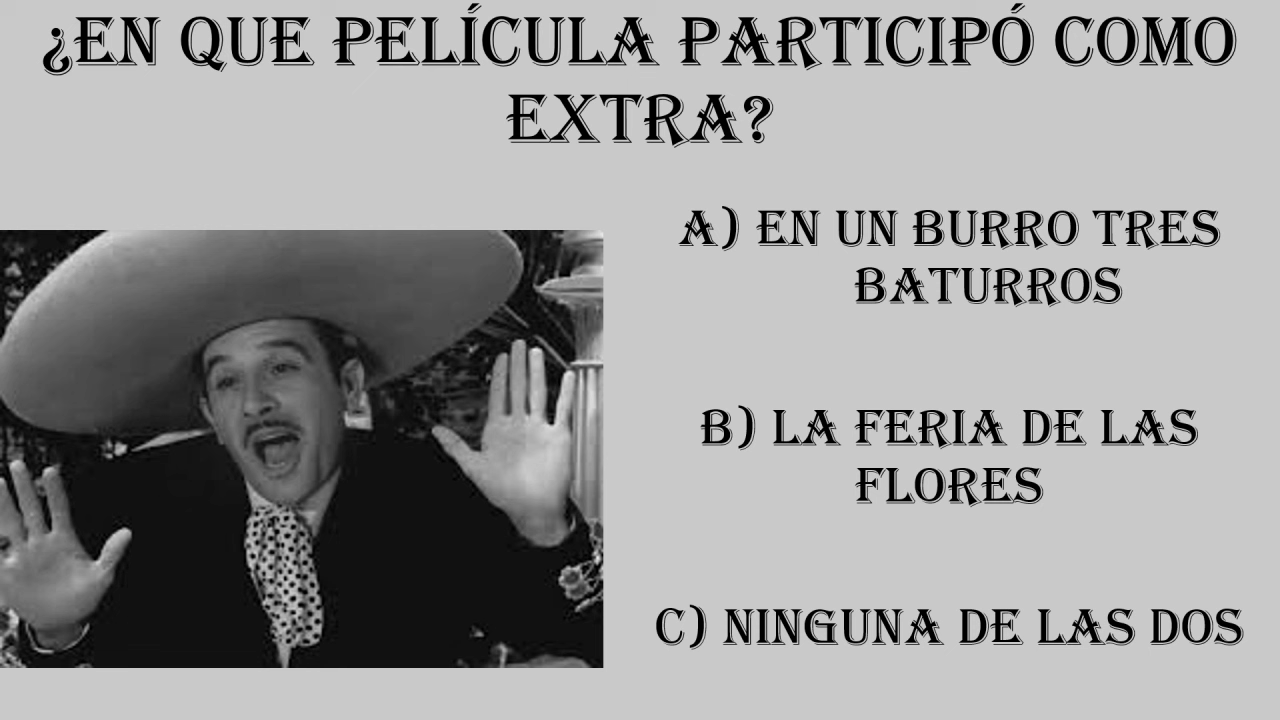 ¿EN QUE PELÍCULA PARTICIPÓ COMO
EXTRA?
A) EN UN BURRO TRES
BATURROS
B) LA FERIA DE LAS
FLORES
C) NINGUNA DE LAS DOS